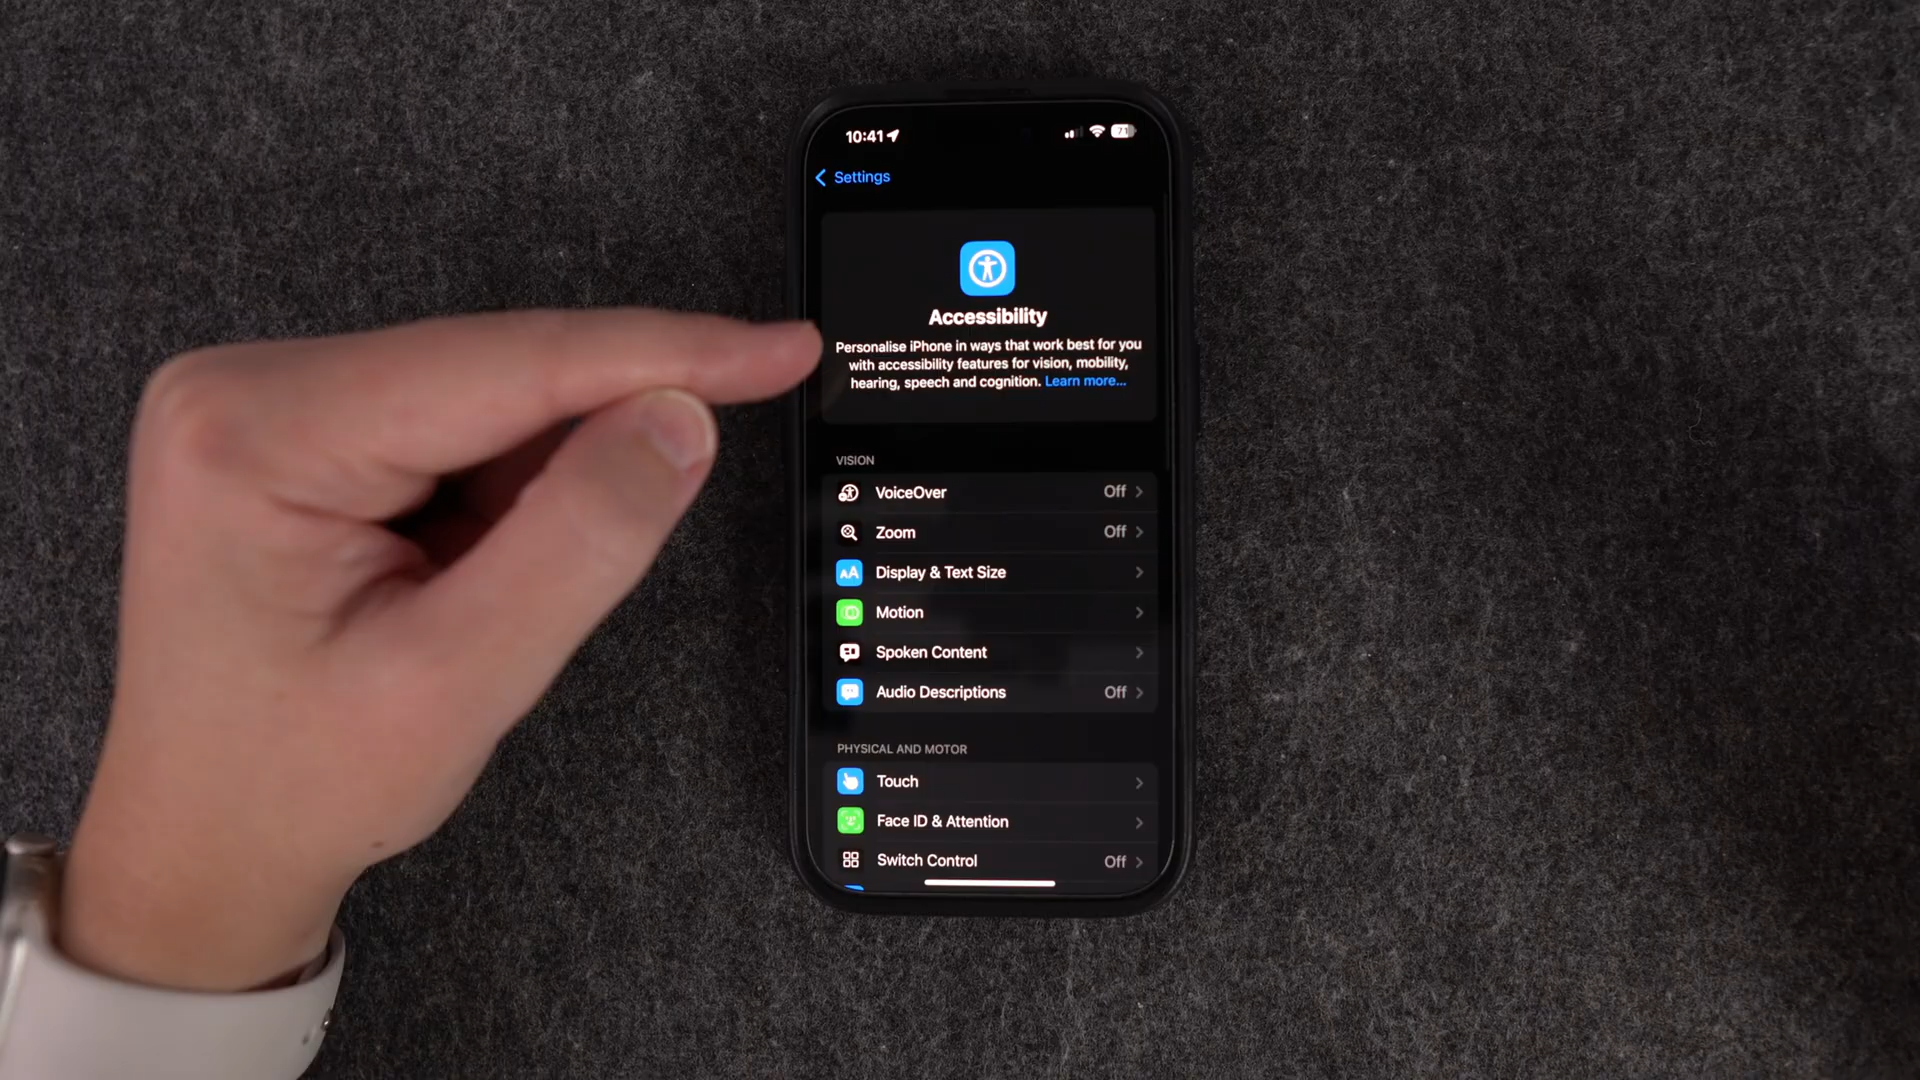 10:41
71
Settings
Accessibility
Personalise iPhone in ways that work best for you
with accessibility features for vision, mobility,
hearing, speech and cognition. Learn more...
VISION
VoiceOver Off
Zoom Off
AA Display & Text Size
Motion
Spoken Content
Audio Descriptions Off
PHYSICAL AND MOTOR
Touch
Face ID & Attention
Switch Control Off